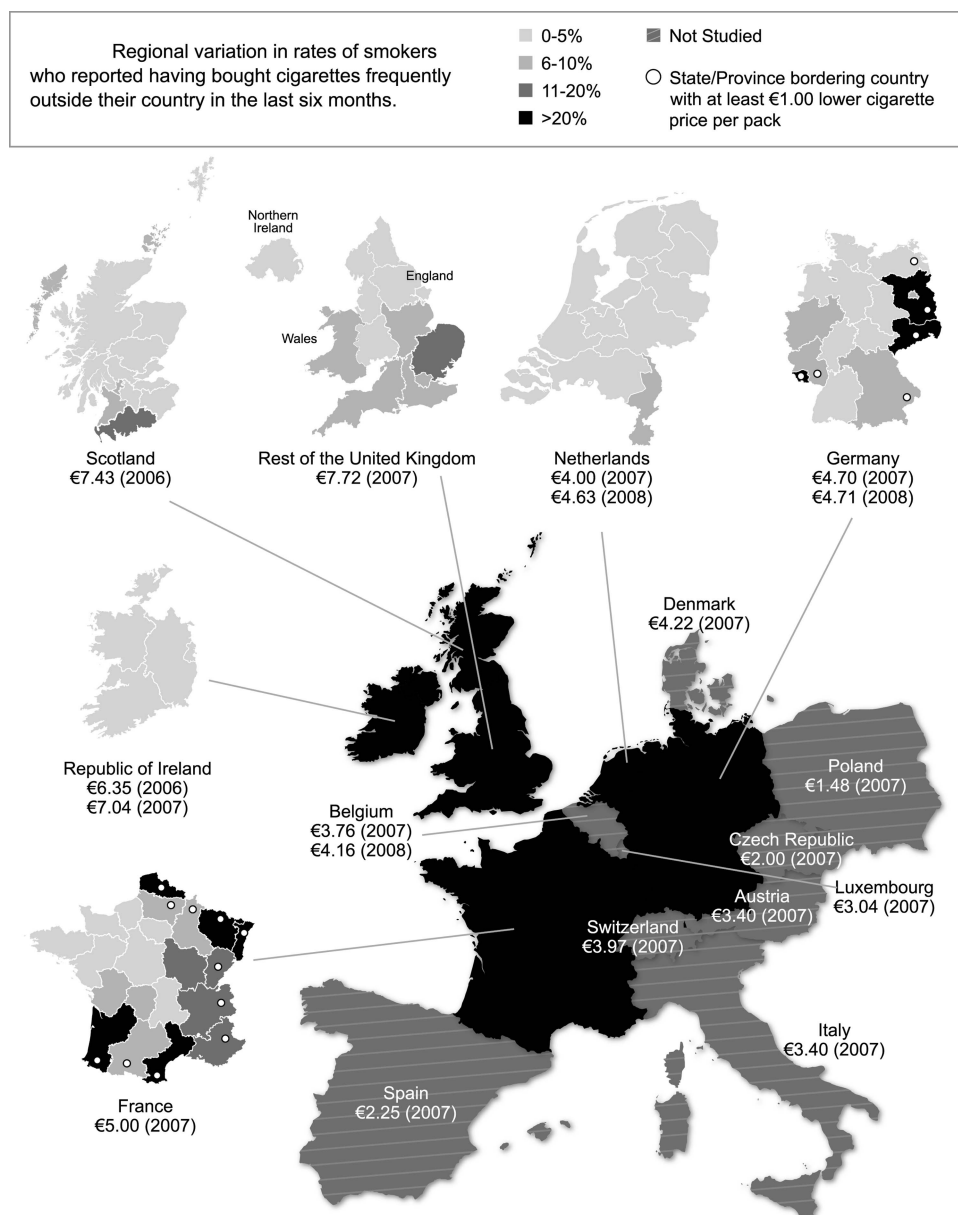 Regional variation in rates of smokers
who reported having bought cigarettes frequently
outside their country in the last six months.
0-5%
6-10%
11-20%
>20%
Not Studied
State/Province bordering country
with at least €1.00 lower cigarette
price per pack
Northern
Ireland
England
Wales
Scotland
€7.43 (2006)
Rest of the United Kingdom
€7.72 (2007)
Netherlands
€4.00 (2007)
€4.63 (2008)
Germany
€4.70 (2007)
€4.71 (2008)
Denmark
€4.22 (2007)
Republic of Ireland
€6.35 (2006)
€7.04 (2007)
Poland
€1.48 (2007)
Belgium
€3.76 (2007)
€4.16 (2008)
Czech Republic
€2.00 (2007)
Luxembourg
€3.04 (2007)
Austria
€3.40 (2007)
Switzerland
€3.97 (2007)
Italy
€3.40 (2007)
Spain
€2.25 (2007)
France
€5.00 (2007)